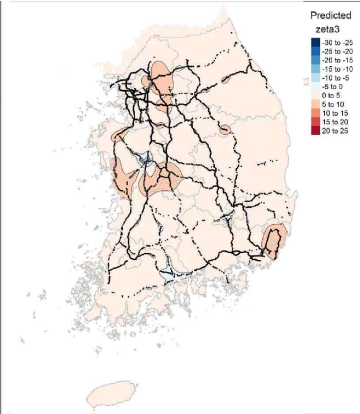 Predicted
zeta3
-30 to -25
-25 to -20
-20 to -15
-15 to -10
-10 to -5
-5 to 0
0 to 5
5 to 10
10 to 15
15 to 20
20 to 25